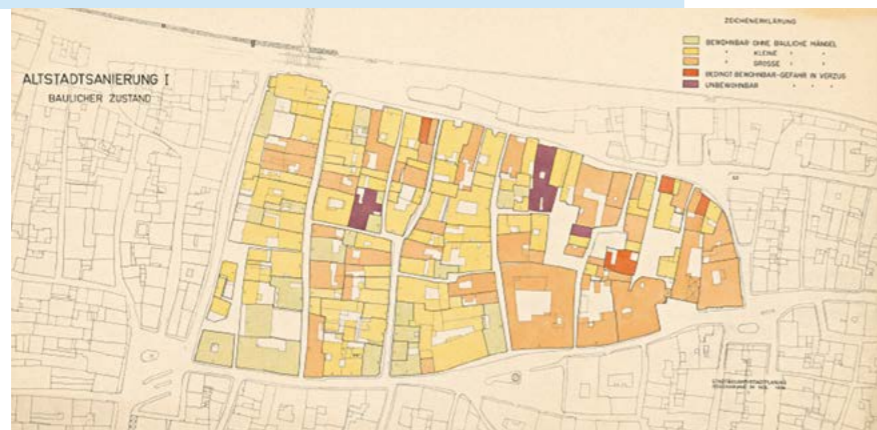 ALTSTADTSANIERUNG I
BAULICHER ZUSTAND
ZEICHENERKLÄRUNG
BEWOHNBAR OHNE BAULICHE MÄNGEL
" KLEINE " "
" GROSSE " "
BEDINGT BEWOHNBAR-GEFAHR IN VERZUG
UNBEWOHNBAR " " "